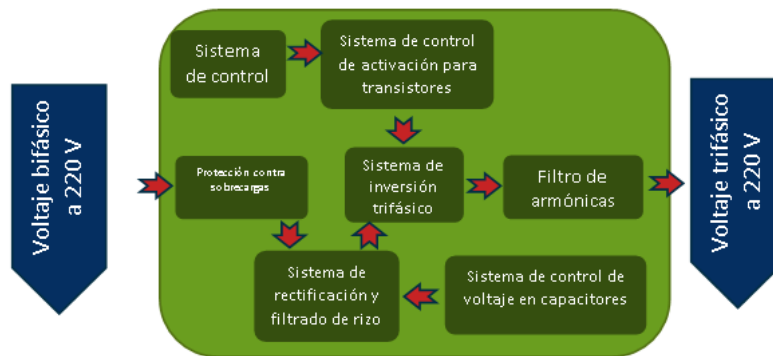 Sistema
de control
Sistema de control
de activación para
transistores
Voltaje bifásico
a 220 V
Protección contra
sobrecargas
Sistema de
inversión
trifásico
Filtro de
armónicas
Voltaje trifásico
a 220 V
Sistema de
rectificación y
filtrado de rizo
Sistema de control de
voltaje en capacitores